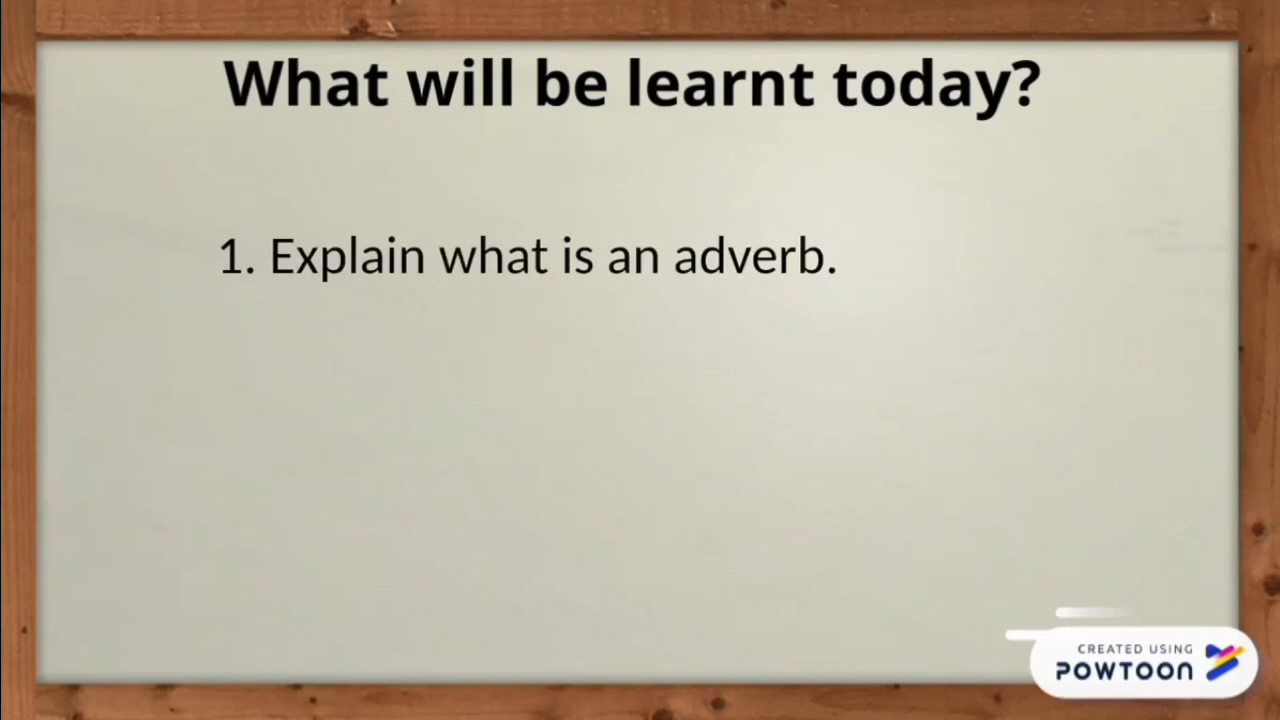 What will be learnt today?
1. Explain what is an adverb.
CREATED USING
POWTOON